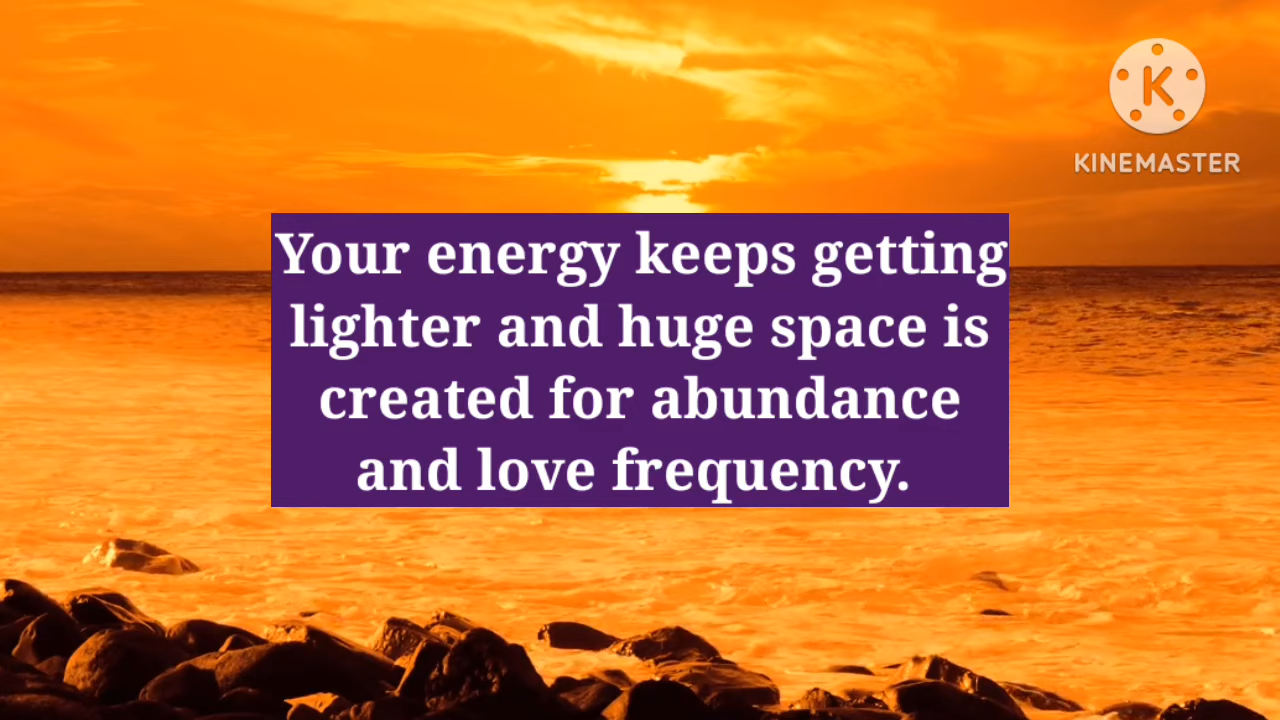 K
KINEMASTER
Your energy keeps getting
lighter and huge space is
created for abundance
and love frequency.